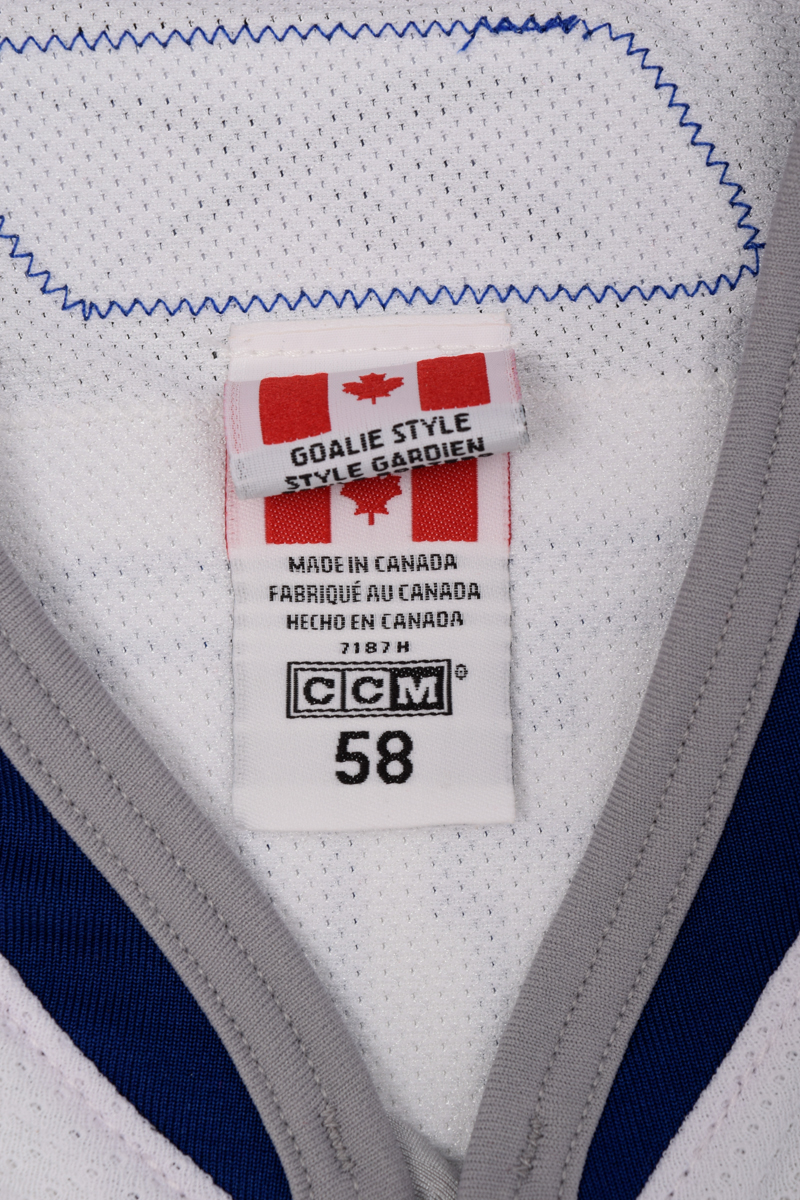 GOALIE STYLE
STYLE GARDIEN
MADE IN CANADA
FABRIQUÉ AU CANADA
HECHO EN CANADA
7187 H
CCM®
58